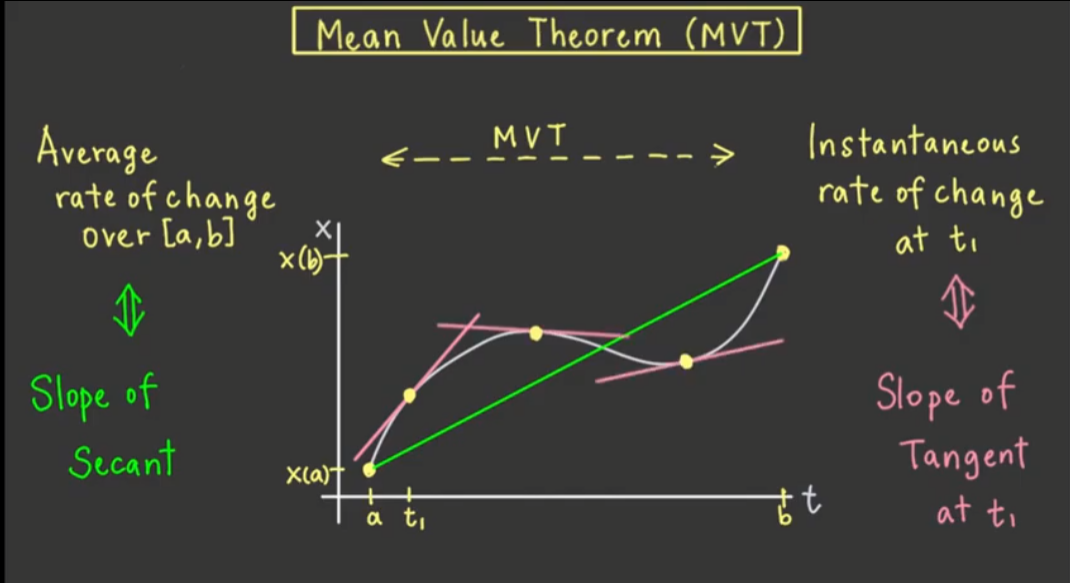 Mean Value Theorem (MVT)
Average
rate of change
over [a,b]
Slope of
Secant
MVT
x
x(b)
x(a)
a
t₁
b
t
Instantaneous
rate of change
at t₁
Slope of
Tangent
at t₁